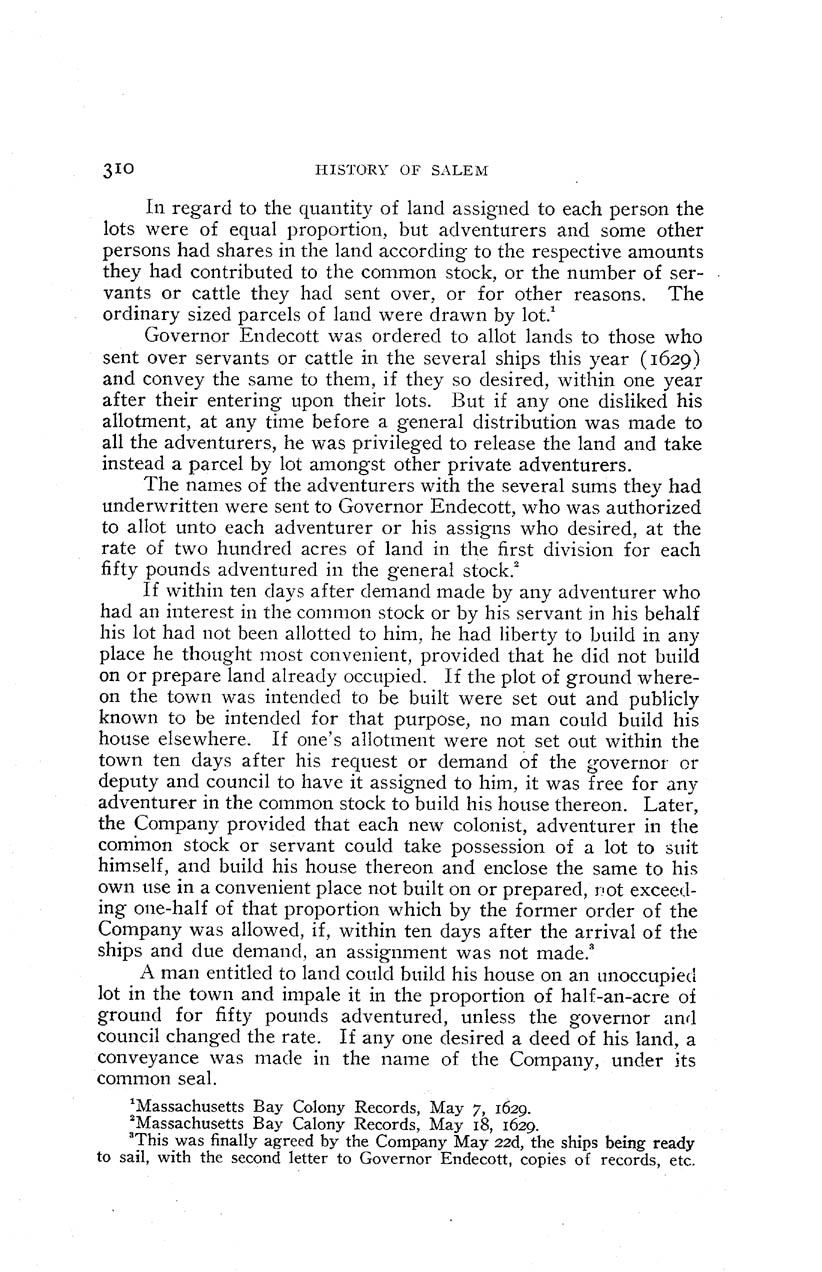 310 HISTORY OF SALEM
In regard to the quantity of land assigned to each person the
lots were of equal proportion, but adventurers and some other
persons had shares in the land according to the respective amounts
they had contributed to the common stock, or the number of ser-
vants or cattle they had sent over, or for other reasons. The
ordinary sized parcels of land were drawn by lot.¹
Governor Endecott was ordered to allot lands to those who
sent over servants or cattle in the several ships this year (1629)
and convey the same to them, if they so desired, within one year
after their entering upon their lots. But if any one disliked his
allotment, at any time before a general distribution was made to
all the adventurers, he was privileged to release the land and take
instead a parcel by lot amongst other private adventurers.
The names of the adventurers with the several sums they had
underwritten were sent to Governor Endecott, who was authorized
to allot unto each adventurer or his assigns who desired, at the
rate of two hundred acres of land in the first division for each
fifty pounds adventured in the general stock.²
If within ten days after demand made by any adventurer who
had an interest in the common stock or by his servant in his behalf
his lot had not been allotted to him, he had liberty to build in any
place he thought most convenient, provided that he did not build
on or prepare land already occupied. If the plot of ground where-
on the town was intended to be built were set out and publicly
known to be intended for that purpose, no man could build his
house elsewhere. If one's allotment were not set out within the
town ten days after his request or demand of the governor or
deputy and council to have it assigned to him, it was free for any
adventurer in the common stock to build his house thereon. Later,
the Company provided that each new colonist, adventurer in the
common stock or servant could take possession of a lot to suit
himself, and build his house thereon and enclose the same to his
own use in a convenient place not built on or prepared, not exceed-
ing one-half of that proportion which by the former order of the
Company was allowed, if, within ten days after the arrival of the
ships and due demand, an assignment was not made.³
A man entitled to land could build his house on an unoccupied
lot in the town and impale it in the proportion of half-an-acre of
ground for fifty pounds adventured, unless the governor and
council changed the rate. If any one desired a deed of his land, a
conveyance was made in the name of the Company, under its
common seal.
¹Massachusetts Bay Colony Records, May 7, 1629.
²Massachusetts Bay Calony Records, May 18, 1629.
³This was finally agreed by the Company May 22d, the ships being ready
to sail, with the second letter to Governor Endecott, copies of records, etc.